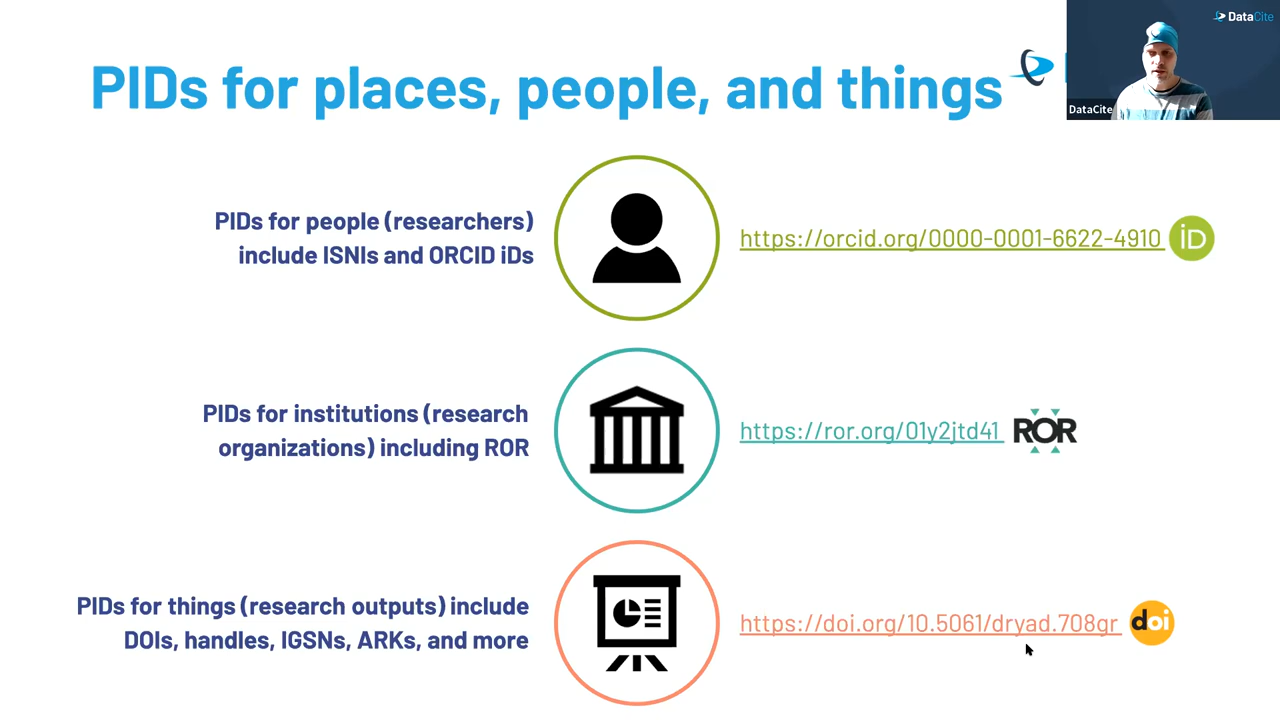 DataCite
PIDs for places, people, and things
DataCite
PIDs for people (researchers)
include ISNIs and ORCID iDs
https://orcid.org/0000-0001-6622-4910
iD
PIDs for institutions (research
organizations) including ROR
https://ror.org/01y2jtd41
ROR
PIDs for things (research outputs) include
DOIs, handles, IGSNs, ARKs, and more
https://doi.org/10.5061/dryad.708gr
doi